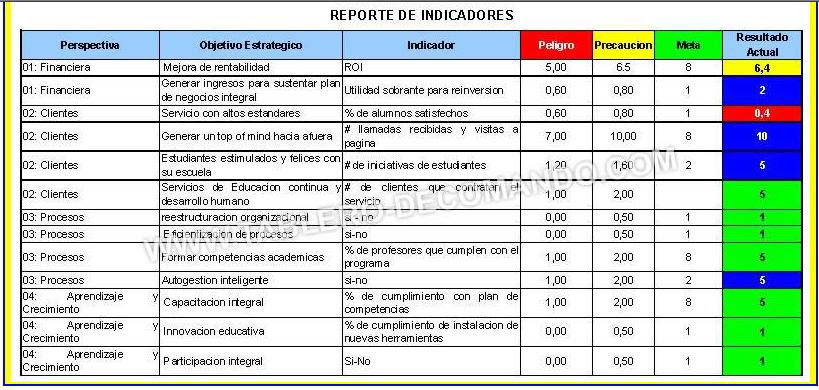 REPORTE DE INDICADORES
Perspectiva Objetivo Estrategico Indicador Peligro Precaucion Meta Resultado
Actual
01: Financiera Mejora de rentabilidad ROI 5,00 6.5 8 6,4
01: Financiera Generar ingresos para sustentar plan
de negocios integral Utilidad sobrante para reinversion 0,60 0,80 1 2
02: Clientes Servicio con altos estandares % de alumnos satisfechos 0,60 0,80 1 0,4
02: Clientes Generar un top of mind hacia afuera # llamadas recibidas y visitas a
pagina 7,00 10,00 8 10
02: Clientes Estudiantes estimulados y felices con
su escuela # de iniciativas de estudiantes 1,20 1,60 2 5
02: Clientes Servicios de Educacion continua y
desarrollo humano # de clientes que contratan el
servicio 1,00 2,00 5
03: Procesos reestructuracion organizacional si - no 0,00 0,50 1 1
03: Procesos Eficientizacion de procesos si-no 0,00 0,50 1 1
03: Procesos Formar competencias academicas % de profesores que cumplen con el
programa 1,00 2,00 8 5
03: Procesos Autogestion inteligente si-no 1,00 2,00 2 5
04: Aprendizaje y
Crecimiento Capacitacion integral % de cumplimiento con plan de
competencias 1,00 2,00 8 5
04: Aprendizaje y
Crecimiento Innovacion educativa % de cumplimiento de instalacion de
nuevas herramientas 0,00 0,50 1 1
04: Aprendizaje y
Crecimiento Participacion integral Si-No 0,00 0,50 1 1
WWW.TABLERO-DECOMANDO.COM